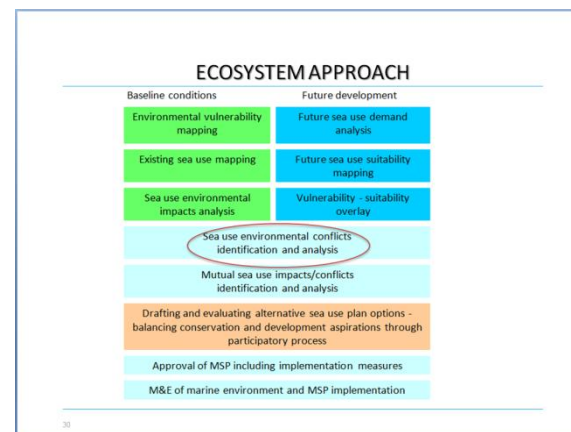 ECOSYSTEM APPROACH
Baseline conditions
Future development
Environmental vulnerability
mapping
Future sea use demand
analysis
Existing sea use mapping
Future sea use suitability
mapping
Sea use environmental
impacts analysis
Vulnerability - suitability
overlay
Sea use environmental conflicts
identification and analysis
Mutual sea use impacts/conflicts
identification and analysis
Drafting and evaluating alternative sea use plan options -
balancing conservation and development aspirations through
participatory process
Approval of MSP including implementation measures
M&E of marine environment and MSP implementation
30